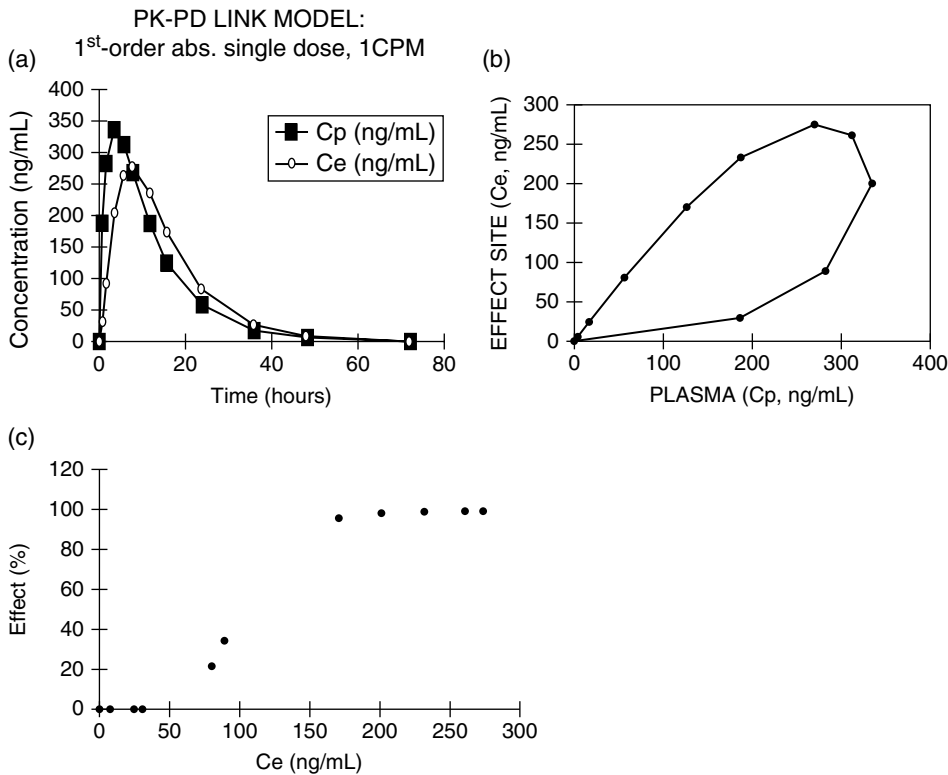 PK-PD LINK MODEL:
1st-order abs. single dose, 1CPM
(a)
Concentration (ng/mL)
400
350
300
250
200
150
100
50
0
0 20 40 60 80
Time (hours)
Cp (ng/mL)
Ce (ng/mL)
(b)
EFFECT SITE (Ce, ng/mL)
300
250
200
150
100
50
0
0 100 200 300 400
PLASMA (Cp, ng/mL)
(c)
Effect (%)
120
100
80
60
40
20
0
0 50 100 150 200 250 300
Ce (ng/mL)